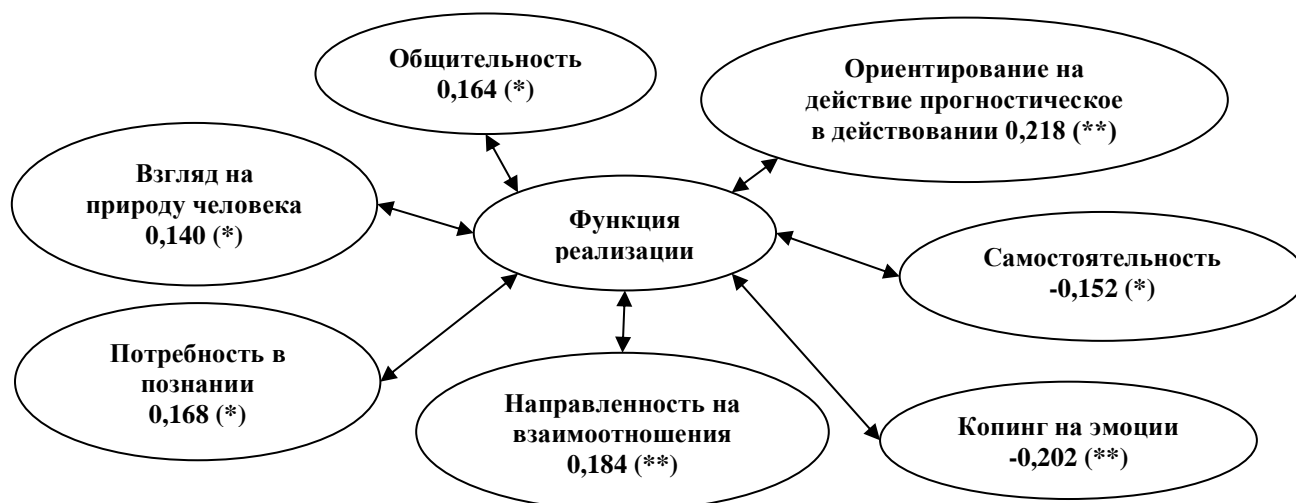 Общительность
0,164 (*)
Ориентирование на
действие прогностическое
в действовании 0,218 (**)
Взгляд на
природу человека
0,140 (*)
Функция
реализации
Самостоятельность
-0,152 (*)
Потребность в
познании
0,168 (*)
Направленность на
взаимоотношения
0,184 (**)
Копинг на эмоции
-0,202 (**)